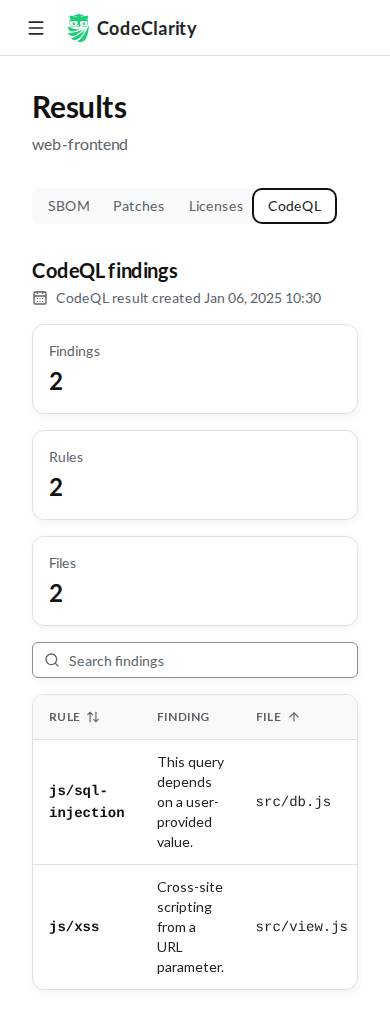 CodeClarity
Results
web-frontend
SBOM Patches Licenses CodeQL
CodeQL findings
CodeQL result created Jan 06, 2025 10:30
Findings
2
Rules
2
Files
2
Search findings
RULE FINDING FILE
js/sql-
injection
This query
depends
on a user-
provided
value.
src/db.js
js/xss
Cross-site
scripting
from a
URL
parameter.
src/view.js